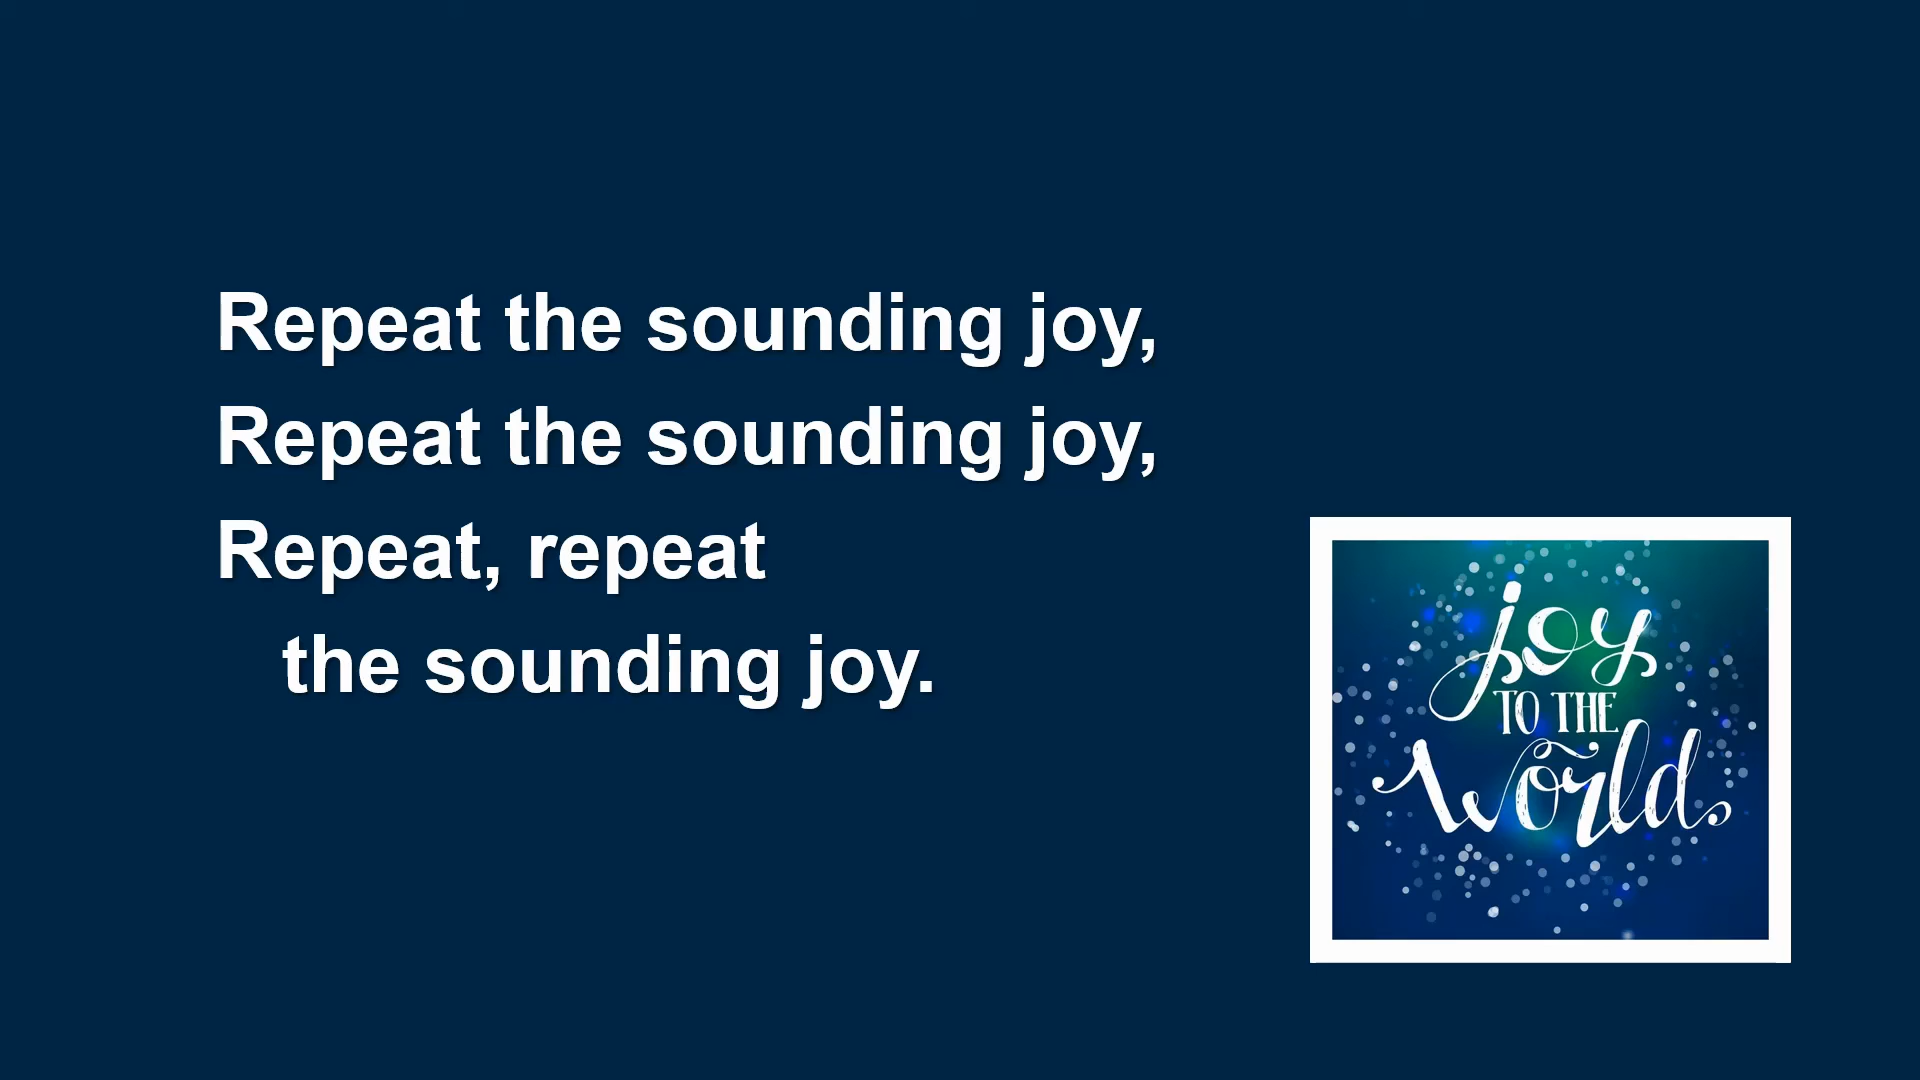 Repeat the sounding joy,
Repeat the sounding joy,
Repeat, repeat
the sounding joy.
joy
TO THE
World